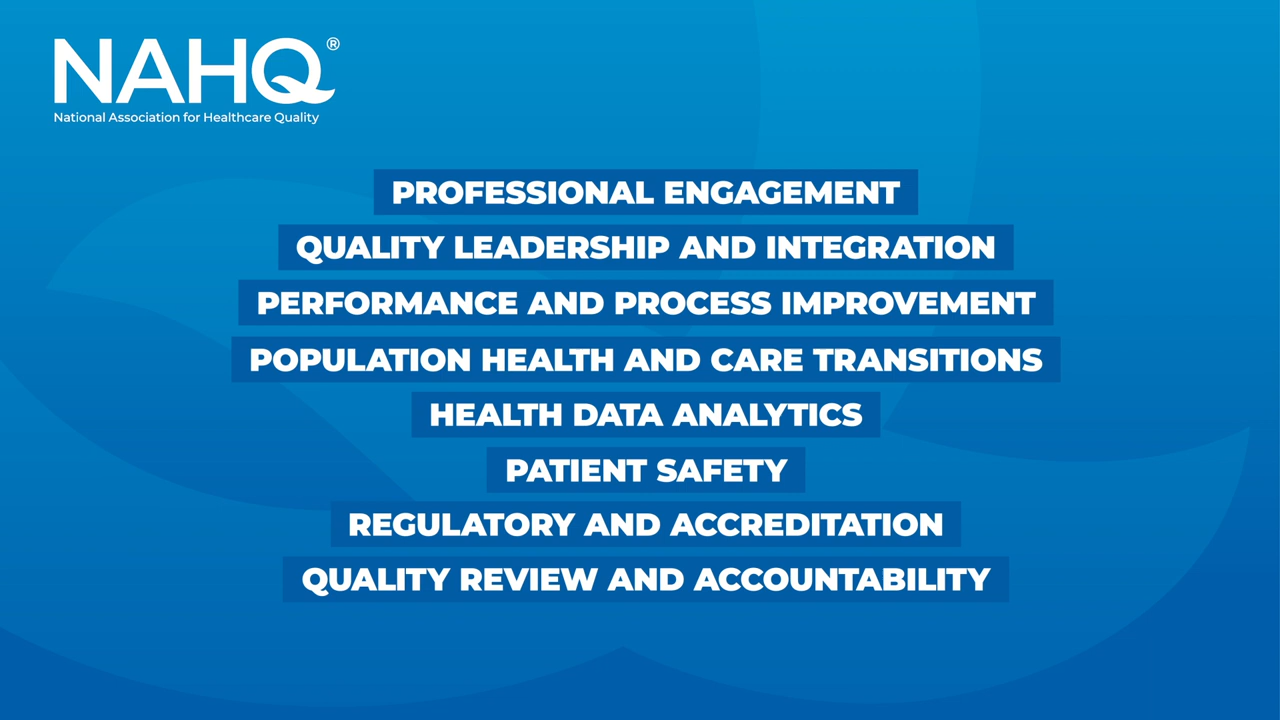 NAHQ®
National Association for Healthcare Quality
PROFESSIONAL ENGAGEMENT
QUALITY LEADERSHIP AND INTEGRATION
PERFORMANCE AND PROCESS IMPROVEMENT
POPULATION HEALTH AND CARE TRANSITIONS
HEALTH DATA ANALYTICS
PATIENT SAFETY
REGULATORY AND ACCREDITATION
QUALITY REVIEW AND ACCOUNTABILITY